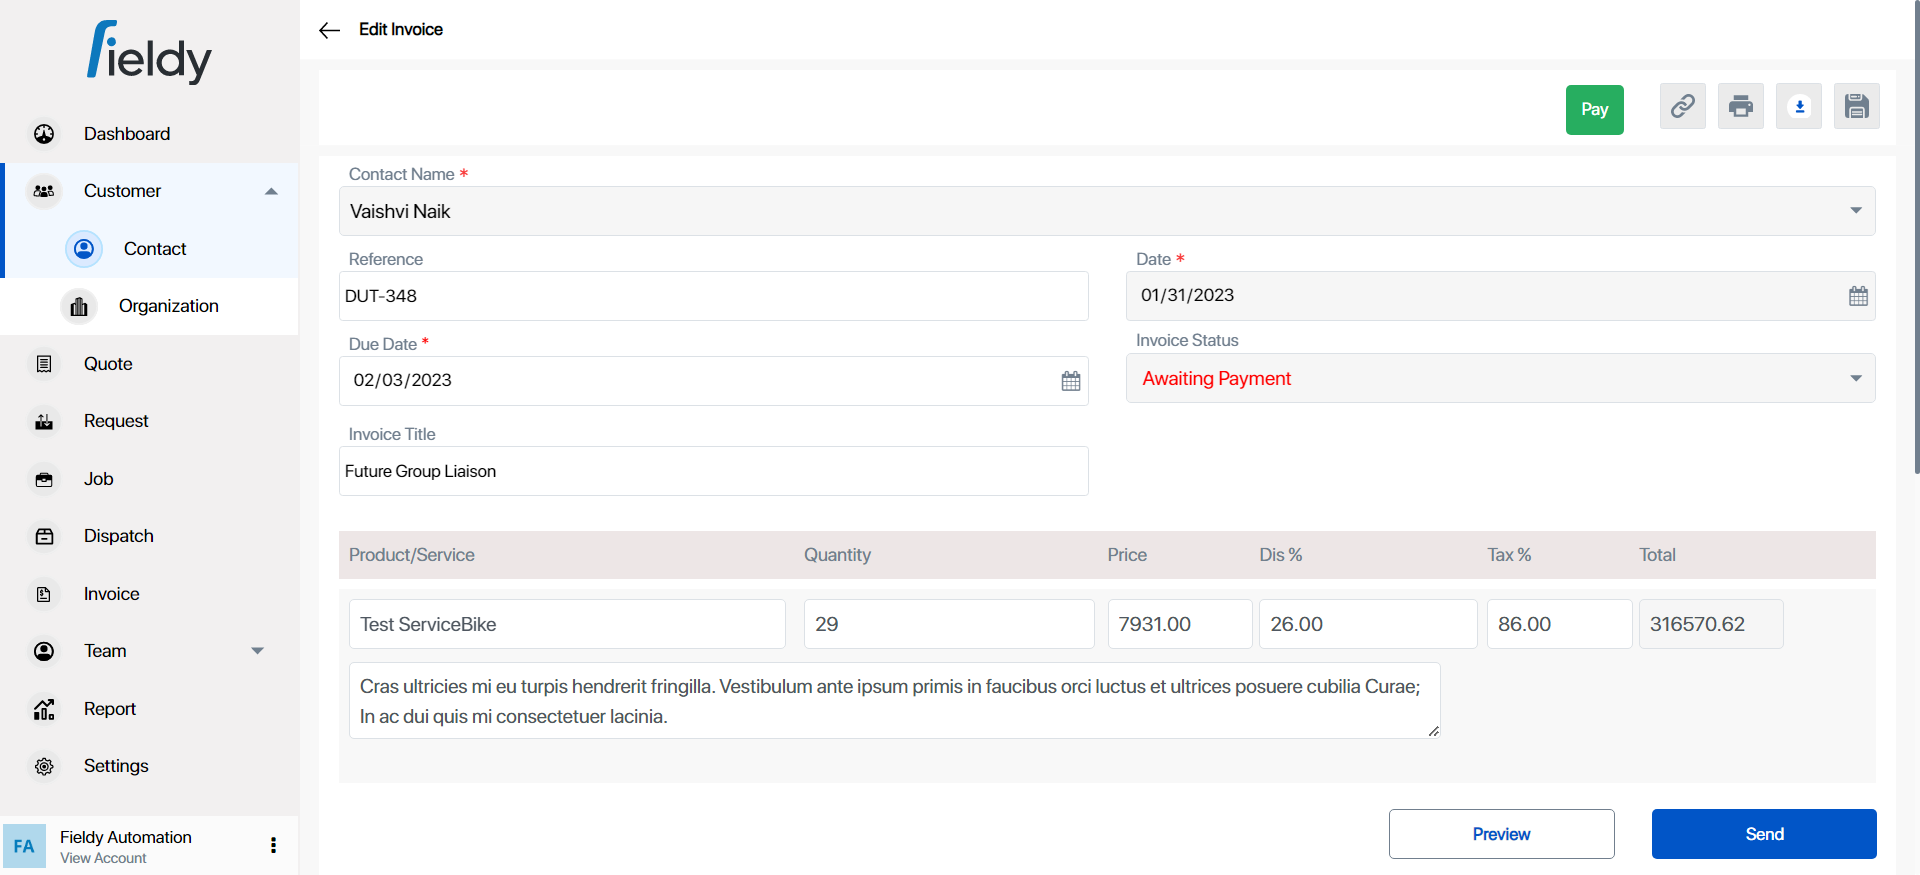 fieldy
Edit Invoice
Dashboard
Customer
Contact
Organization
Quote
Request
Job
Dispatch
Invoice
Team
Report
Settings
FA
Fieldy Automation
View Account
Pay
Contact Name *
Vaishvi Naik
Reference
DUT-348
Date *
01/31/2023
Due Date *
02/03/2023
Invoice Status
Awaiting Payment
Invoice Title
Future Group Liaison
Product/Service Quantity Price Dis % Tax % Total
Test ServiceBike 29 7931.00 26.00 86.00 316570.62
Cras ultricies mi eu turpis hendrerit fringilla. Vestibulum ante ipsum primis in faucibus orci luctus et ultrices posuere cubilia Curae;
In ac dui quis mi consectetuer lacinia.
Preview Send